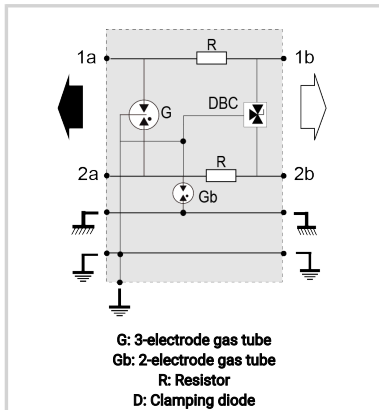 R
1a 1b
G DBC
R
2a 2b
Gb
G: 3-electrode gas tube
Gb: 2-electrode gas tube
R: Resistor
D: Clamping diode